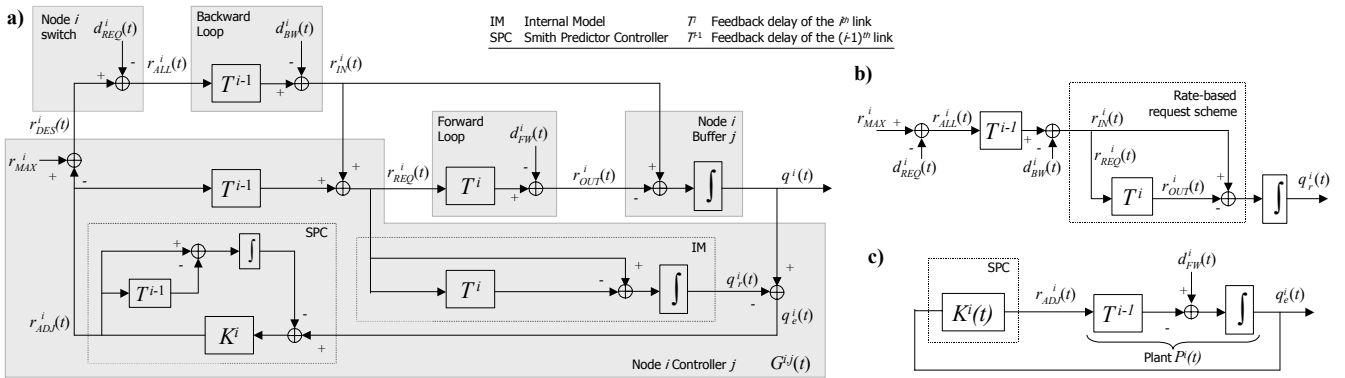 a)
Node i
switch
d^i_REQ(t)
Backward
Loop
d^i_BW(t)
IM Internal Model T^i Feedback delay of the i^th link
SPC Smith Predictor Controller T^i-1 Feedback delay of the (i-1)^th link
-
-
+
r^i_ALL(t)
T^i-1
+
r^i_IN(t)
r^i_DES(t)
r^i_MAX
+
-
Forward
Loop
d^i_FW(t)
Node i
Buffer j
T^i-1
+
+
r^i_REQ(t)
T^i
+
-
r^i_OUT(t)
+
-
∫
q^i(t)
SPC
+
-
∫
T^i-1
-
r^i_ADJ(t)
K^i
+
IM
+
T^i
-
∫
q^i_r(t)
+
-
q^i_e(t)
Node i Controller j G^i,j(t)
b)
Rate-based
request scheme
r^i_MAX
+
r^i_ALL(t)
-
d^i_REQ(t)
T^i-1
+
-
d^i_BW(t)
r^i_IN(t)
r^i_REQ(t)
T^i
r^i_OUT(t)
+
-
∫
q^i_r(t)
c)
SPC
K^i(t)
r^i_ADJ(t)
T^i-1
d^i_FW(t)
+
-
∫
q^i_e(t)
Plant P^i(t)